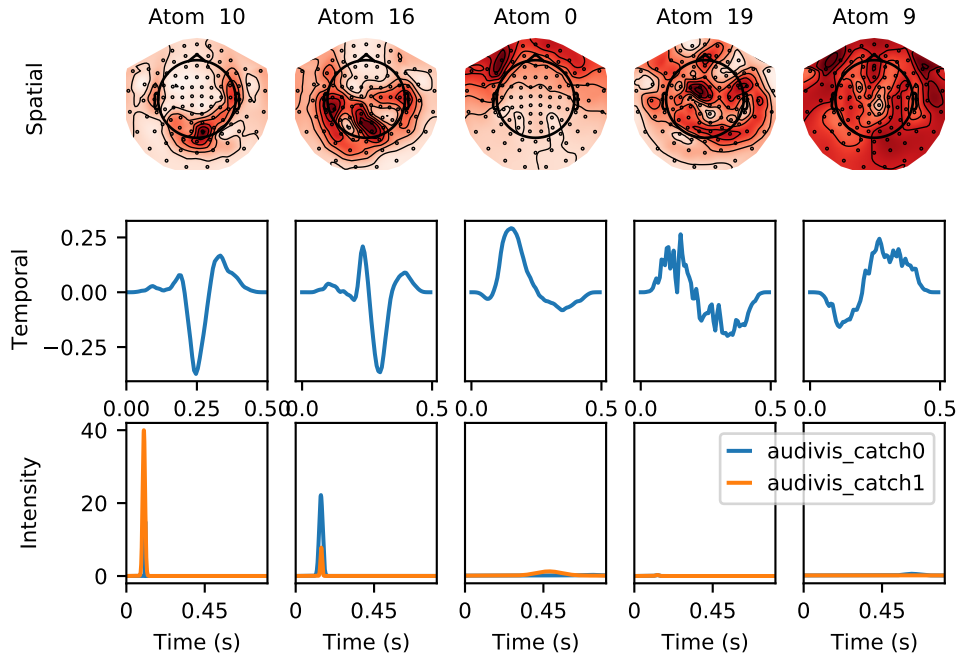 Atom 10
Atom 16
Atom 0
Atom 19
Atom 9
Spatial
Temporal
0.25
0.00
−0.25
0.00 0.25 0.50
0.0 0.5
0.0 0.5
0.0 0.5
0.0 0.5
Intensity
40
20
0
audivis_catch0
audivis_catch1
0 0.45
0 0.45
0 0.45
0 0.45
0 0.45
Time (s)
Time (s)
Time (s)
Time (s)
Time (s)